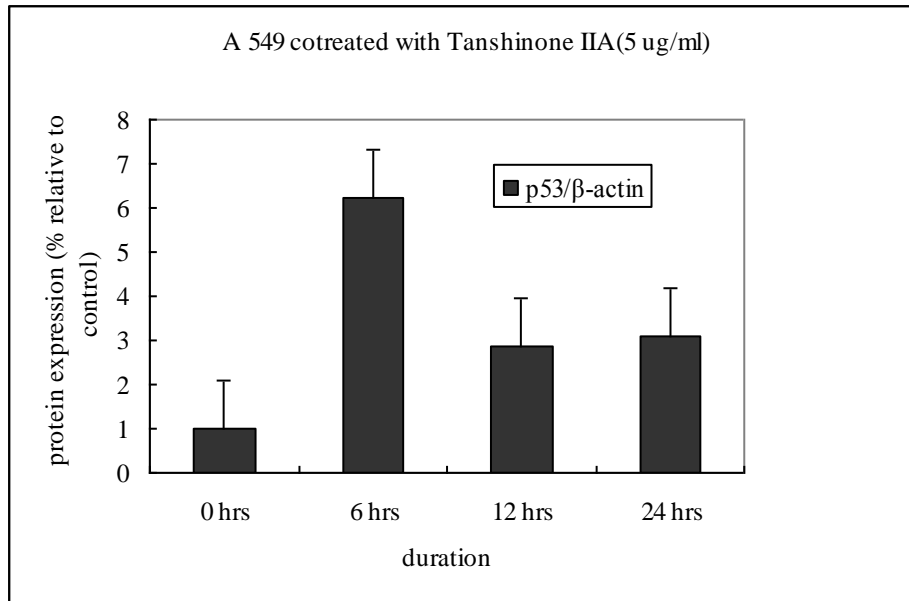 A 549 cotreated with Tanshinone IIA(5 ug/ml)
protein expression (% relative to
control)
8
7
6
5
4
3
2
1
0
p53/β-actin
0 hrs 6 hrs 12 hrs 24 hrs
duration